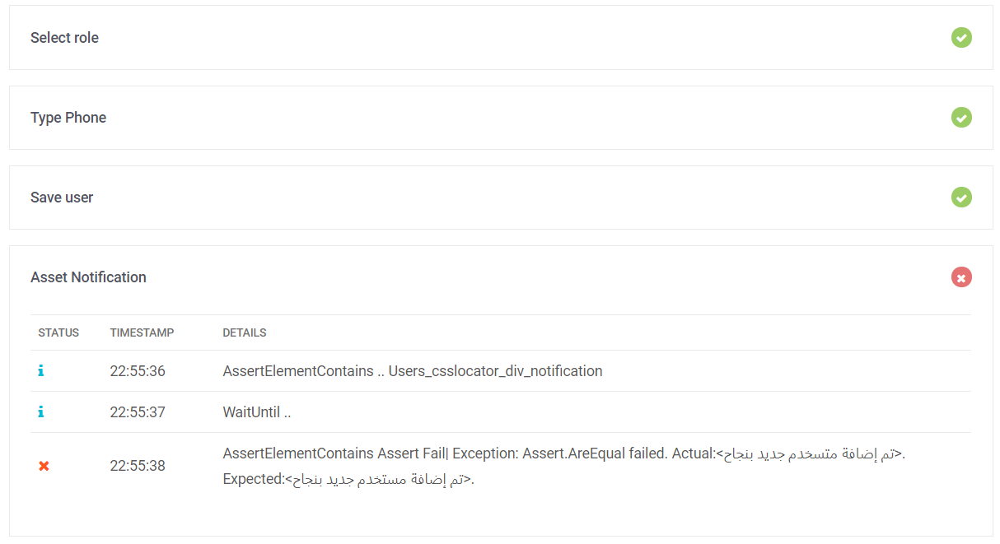 Select role
Type Phone
Save user
Asset Notification
STATUS TIMESTAMP DETAILS
22:55:36 AssertElementContains .. Users_csslocator_div_notification
22:55:37 WaitUntil ..
22:55:38 AssertElementContains Assert Fail| Exception: Assert.AreEqual failed. Actual:<تم إضافة متسخدم جديد بنجاح>.
Expected:<تم إضافة مستخدم جديد بنجاح>.